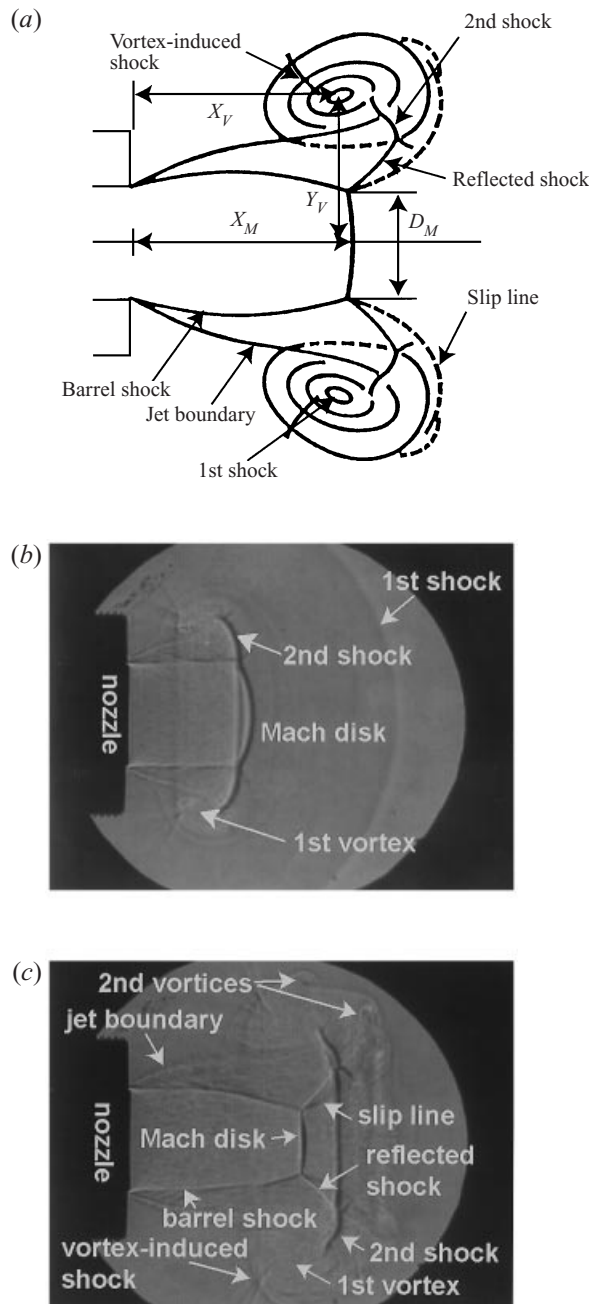 (a)
Vortex-induced
shock
2nd shock
X_V
Reflected shock
Y_V
X_M
D_M
Slip line
Barrel shock
Jet boundary
1st shock
(b)
1st shock
2nd shock
nozzle
Mach disk
1st vortex
(c)
2nd vortices
jet boundary
slip line
nozzle
Mach disk
reflected
shock
barrel shock
vortex-induced
shock
2nd shock
1st vortex